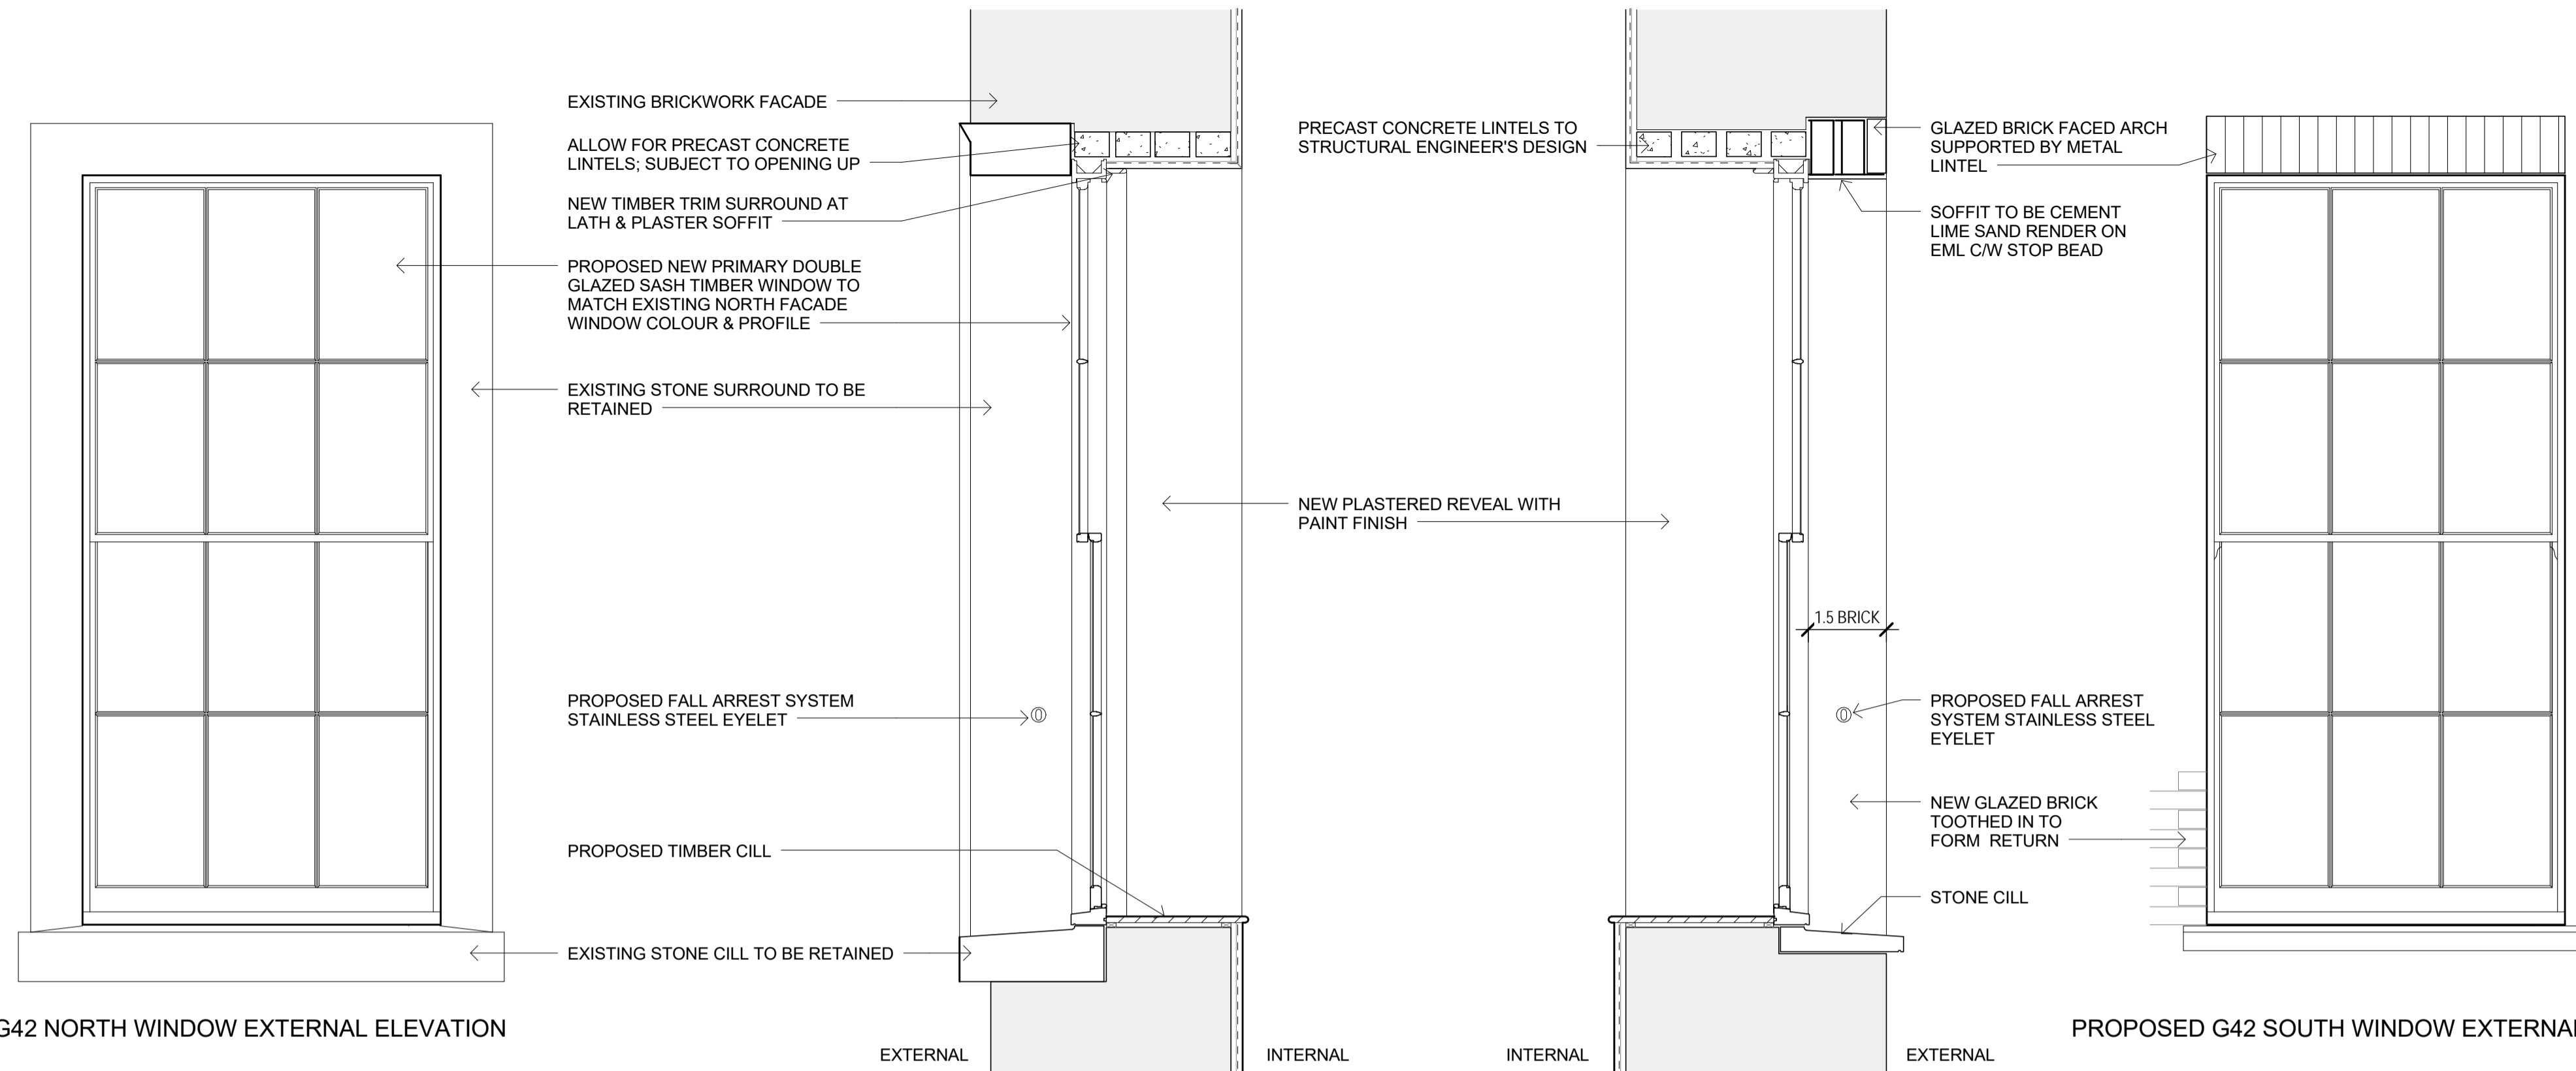 EXISTING BRICKWORK FACADE
ALLOW FOR PRECAST CONCRETE
LINTELS; SUBJECT TO OPENING UP
NEW TIMBER TRIM SURROUND AT
LATH & PLASTER SOFFIT
PROPOSED NEW PRIMARY DOUBLE
GLAZED SASH TIMBER WINDOW TO
MATCH EXISTING NORTH FACADE
WINDOW COLOUR & PROFILE
EXISTING STONE SURROUND TO BE
RETAINED
PROPOSED FALL ARREST SYSTEM
STAINLESS STEEL EYELET
PROPOSED TIMBER CILL
EXISTING STONE CILL TO BE RETAINED
G42 NORTH WINDOW EXTERNAL ELEVATION
EXTERNAL
INTERNAL
PRECAST CONCRETE LINTELS TO
STRUCTURAL ENGINEER'S DESIGN
NEW PLASTERED REVEAL WITH
PAINT FINISH
INTERNAL
EXTERNAL
1.5 BRICK
GLAZED BRICK FACED ARCH
SUPPORTED BY METAL
LINTEL
SOFFIT TO BE CEMENT
LIME SAND RENDER ON
EML C/W STOP BEAD
PROPOSED FALL ARREST
SYSTEM STAINLESS STEEL
EYELET
NEW GLAZED BRICK
TOOTHED IN TO
FORM RETURN
STONE CILL
PROPOSED G42 SOUTH WINDOW EXTERNAL